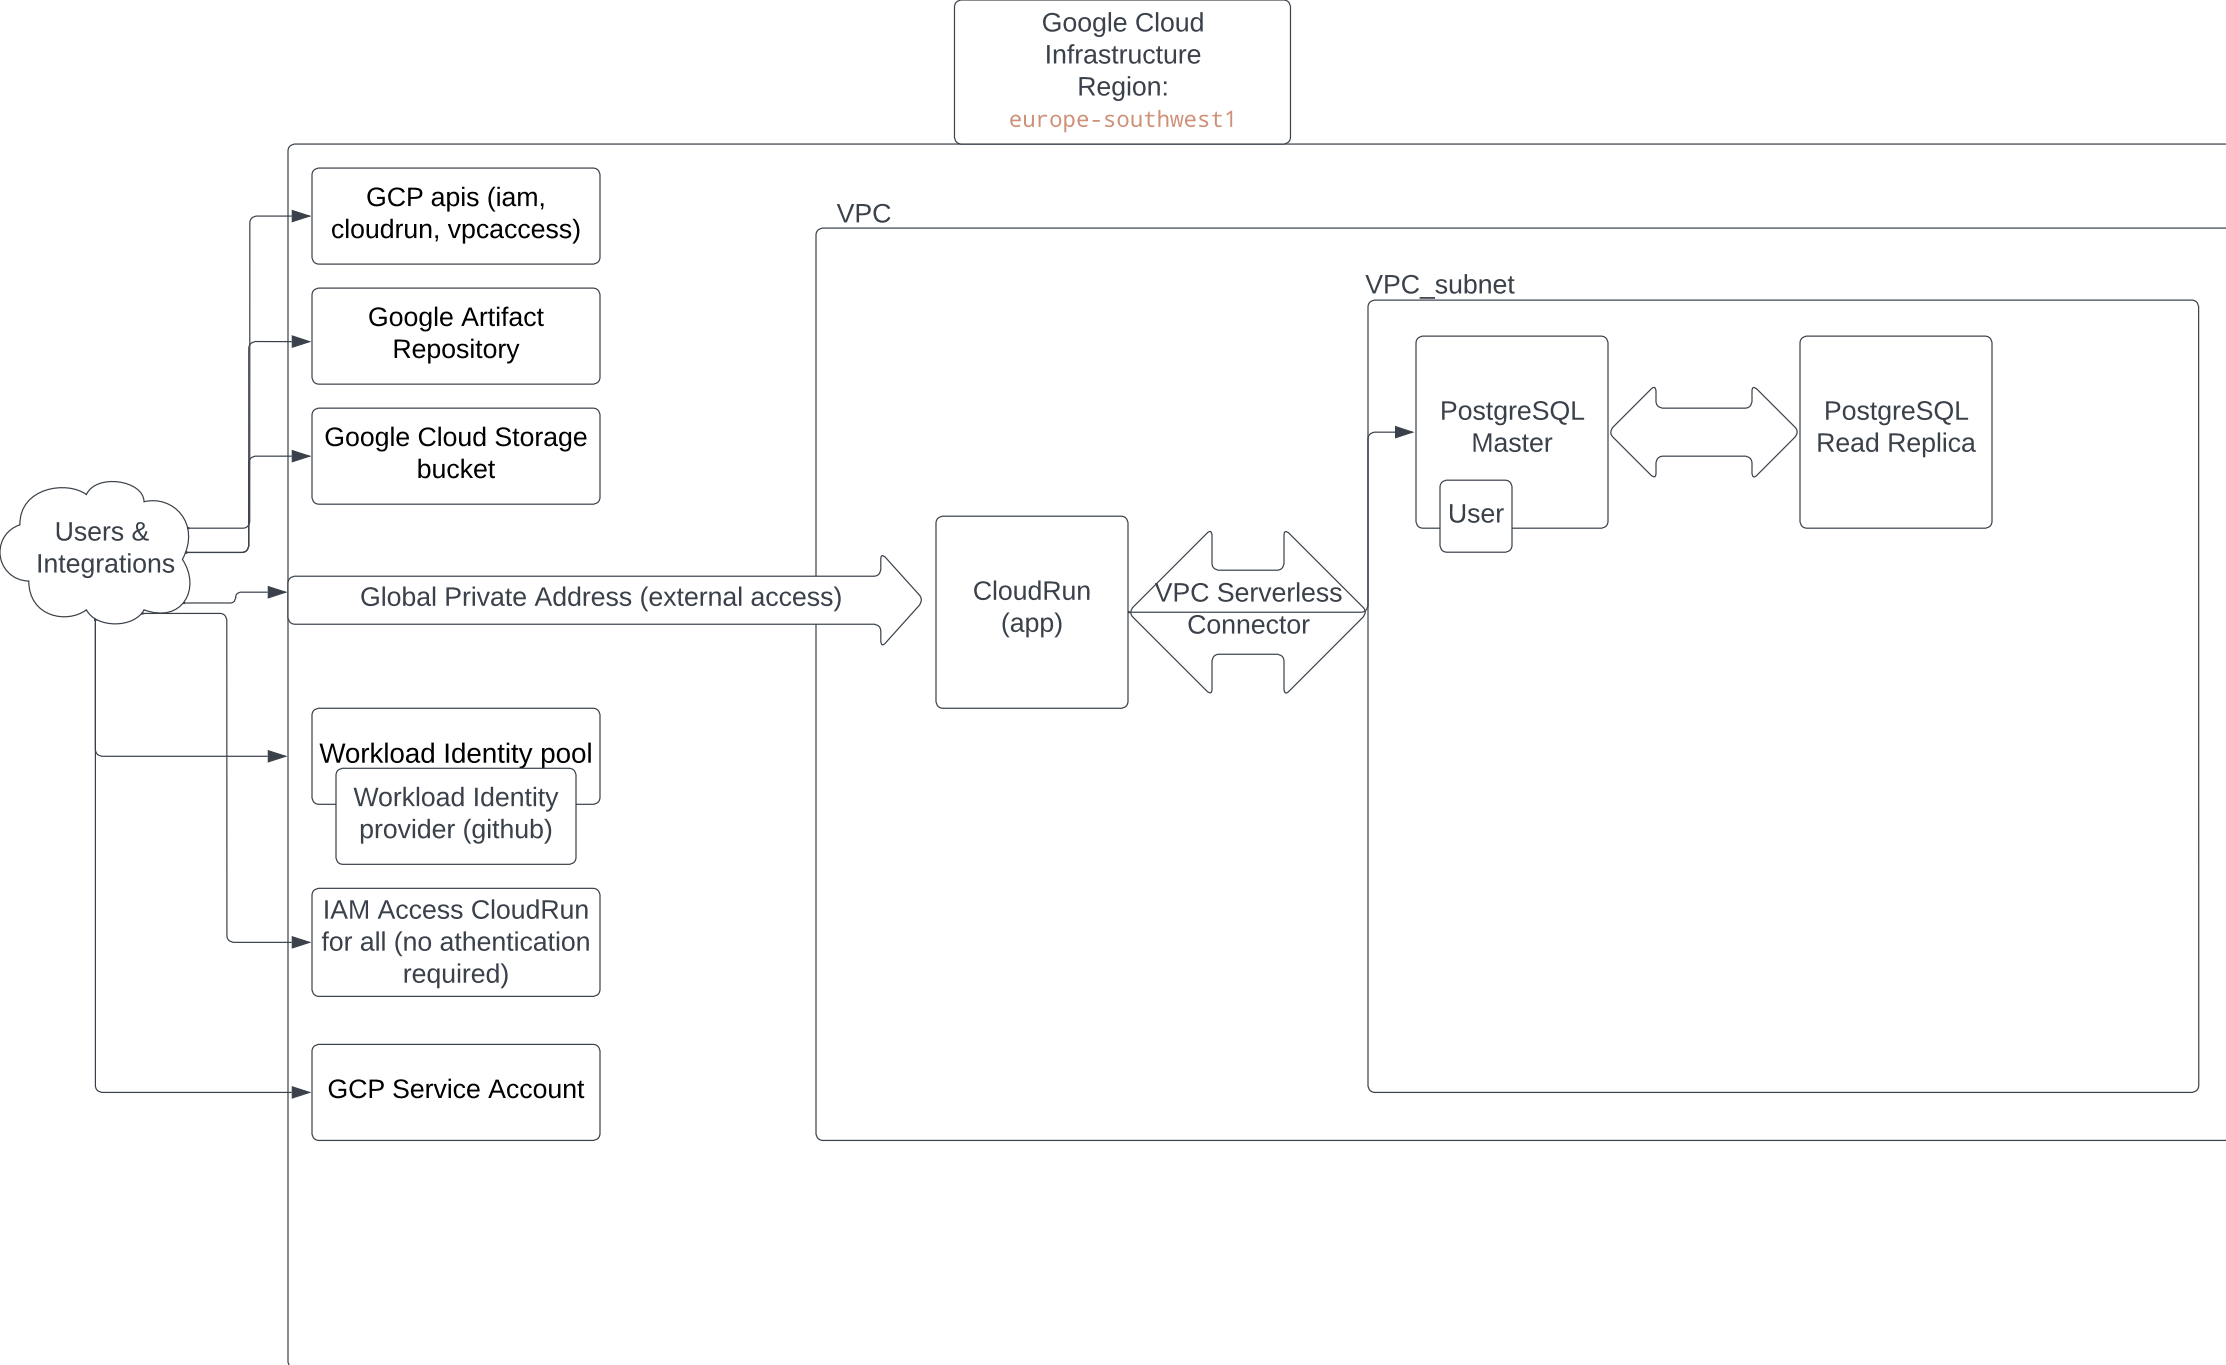 Google Cloud
Infrastructure
Region:
europe-southwest1
GCP apis (iam,
cloudrun, vpcaccess)
Google Artifact
Repository
Google Cloud Storage
bucket
Users &
Integrations
Global Private Address (external access)
Workload Identity pool
Workload Identity
provider (github)
IAM Access CloudRun
for all (no athentication
required)
GCP Service Account
VPC
CloudRun
(app)
VPC Serverless
Connector
VPC_subnet
PostgreSQL
Master
User
PostgreSQL
Read Replica